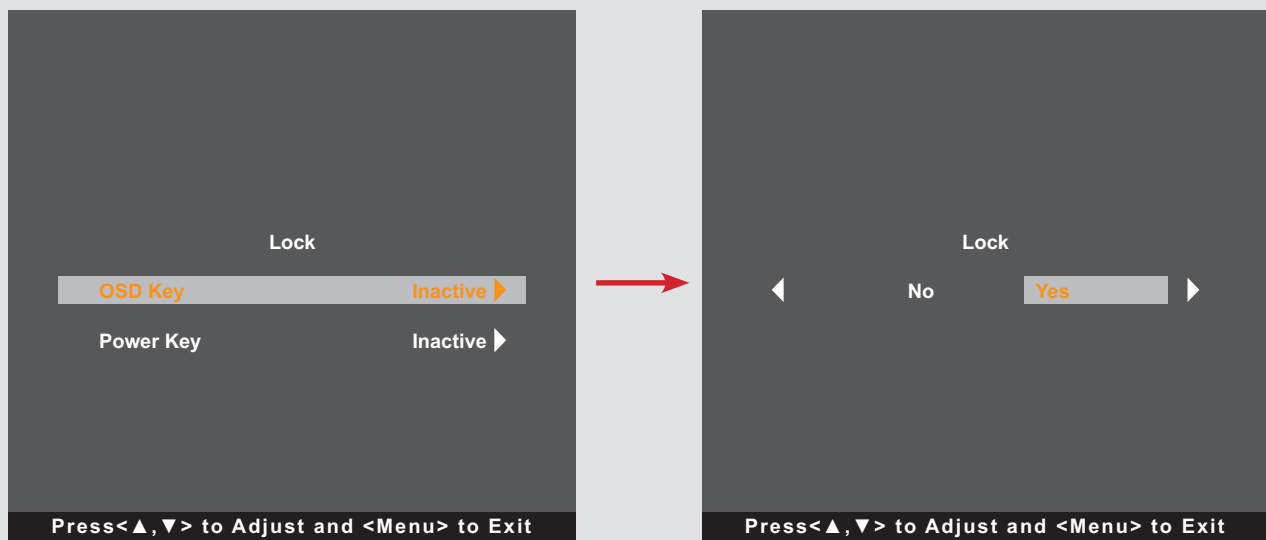 Lock
OSD Key Inactive
Power Key Inactive
Press<▲,▼> to Adjust and <Menu> to Exit
Lock
No Yes
Press<▲,▼> to Adjust and <Menu> to Exit